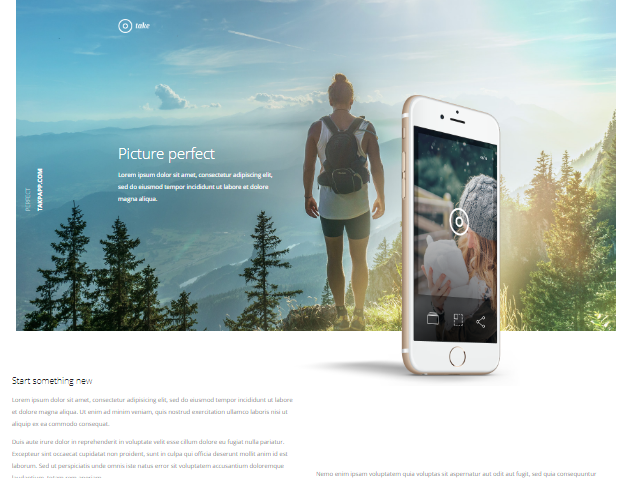 take
Picture perfect
Lorem ipsum dolor sit amet, consectetur adipiscing elit,
sed do eiusmod tempor incididunt ut labore et dolore
magna aliqua.
PERFECT
TAKPAPP.COM
Start something new
Lorem ipsum dolor sit amet, consectetur adipiscing elit, sed do eiusmod tempor incididunt ut labore
et dolore magna aliqua. Ut enim ad minim veniam, quis nostrud exercitation ullamco laboris nisi ut
aliquip ex ea commodo consequat.
Duis aute irure dolor in reprehenderit in voluptate velit esse cillum dolore eu fugiat nulla pariatur.
Excepteur sint occaecat cupidatat non proident, sunt in culpa qui officia deserunt mollit anim id est
laborum. Sed ut perspiciatis unde omnis iste natus error sit voluptatem accusantium doloremque
Nemo enim ipsam voluptatem quia voluptas sit aspernatur aut odit aut fugit, sed quia consequuntur